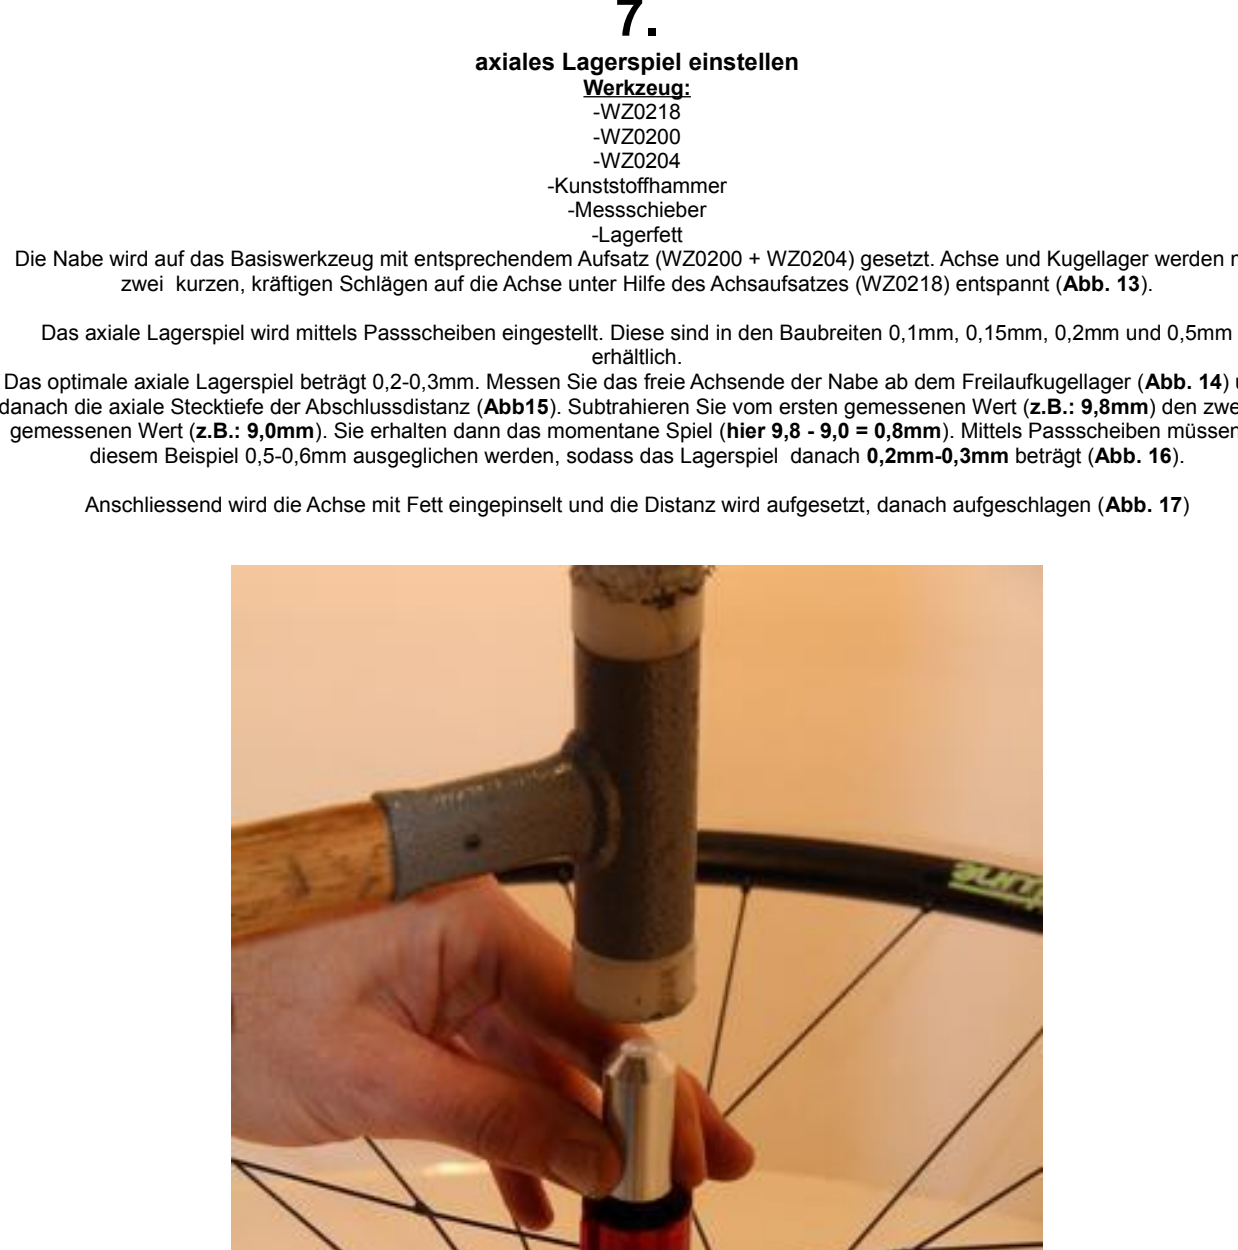 7.
axiales Lagerspiel einstellen
Werkzeug:
-WZ0218
-WZ0200
-WZ0204
-Kunststoffhammer
-Messschieber
-Lagerfett
Die Nabe wird auf das Basiswerkzeug mit entsprechendem Aufsatz (WZ0200 + WZ0204) gesetzt. Achse und Kugellager werden
zwei kurzen, kräftigen Schlägen auf die Achse unter Hilfe des Achsaufsatzes (WZ0218) entspannt (Abb. 13).
Das axiale Lagerspiel wird mittels Passscheiben eingestellt. Diese sind in den Baubreiten 0,1mm, 0,15mm, 0,2mm und 0,5mm
erhältlich.
Das optimale axiale Lagerspiel beträgt 0,2-0,3mm. Messen Sie das freie Achsende der Nabe ab dem Freilaufkugellager (Abb. 14)
danach die axiale Stecktiefe der Abschlussdistanz (Abb15). Subtrahieren Sie vom ersten gemessenen Wert (z.B.: 9,8mm) den
gemessenen Wert (z.B.: 9,0mm). Sie erhalten dann das momentane Spiel (hier 9,8 - 9,0 = 0,8mm). Mittels Passscheiben müssen
diesem Beispiel 0,5-0,6mm ausgeglichen werden, sodass das Lagerspiel danach 0,2mm-0,3mm beträgt (Abb. 16).
Anschliessend wird die Achse mit Fett eingepinselt und die Distanz wird aufgesetzt, danach aufgeschlagen (Abb. 17)